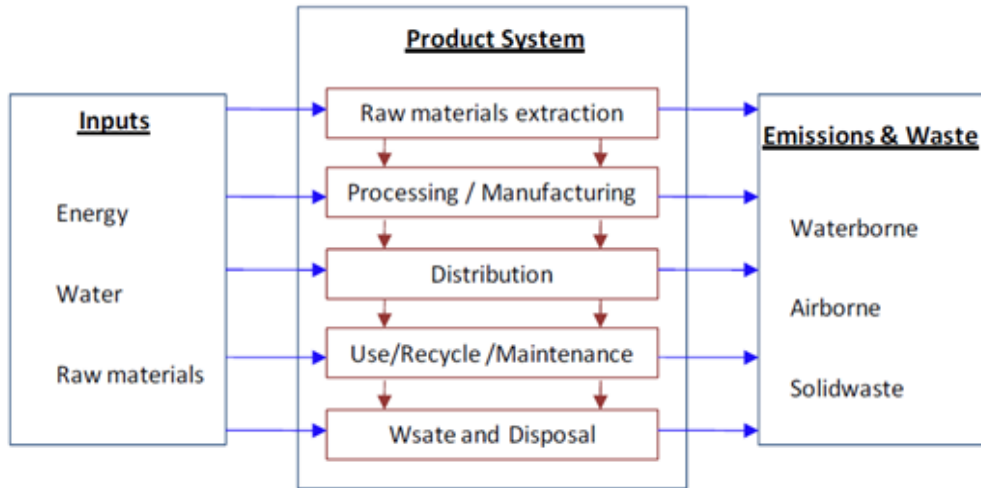 Product System
Inputs
Energy
Water
Raw materials
Raw materials extraction
Processing / Manufacturing
Distribution
Use/Recycle /Maintenance
Wsate and Disposal
Emissions & Waste
Waterborne
Airborne
Solidwaste